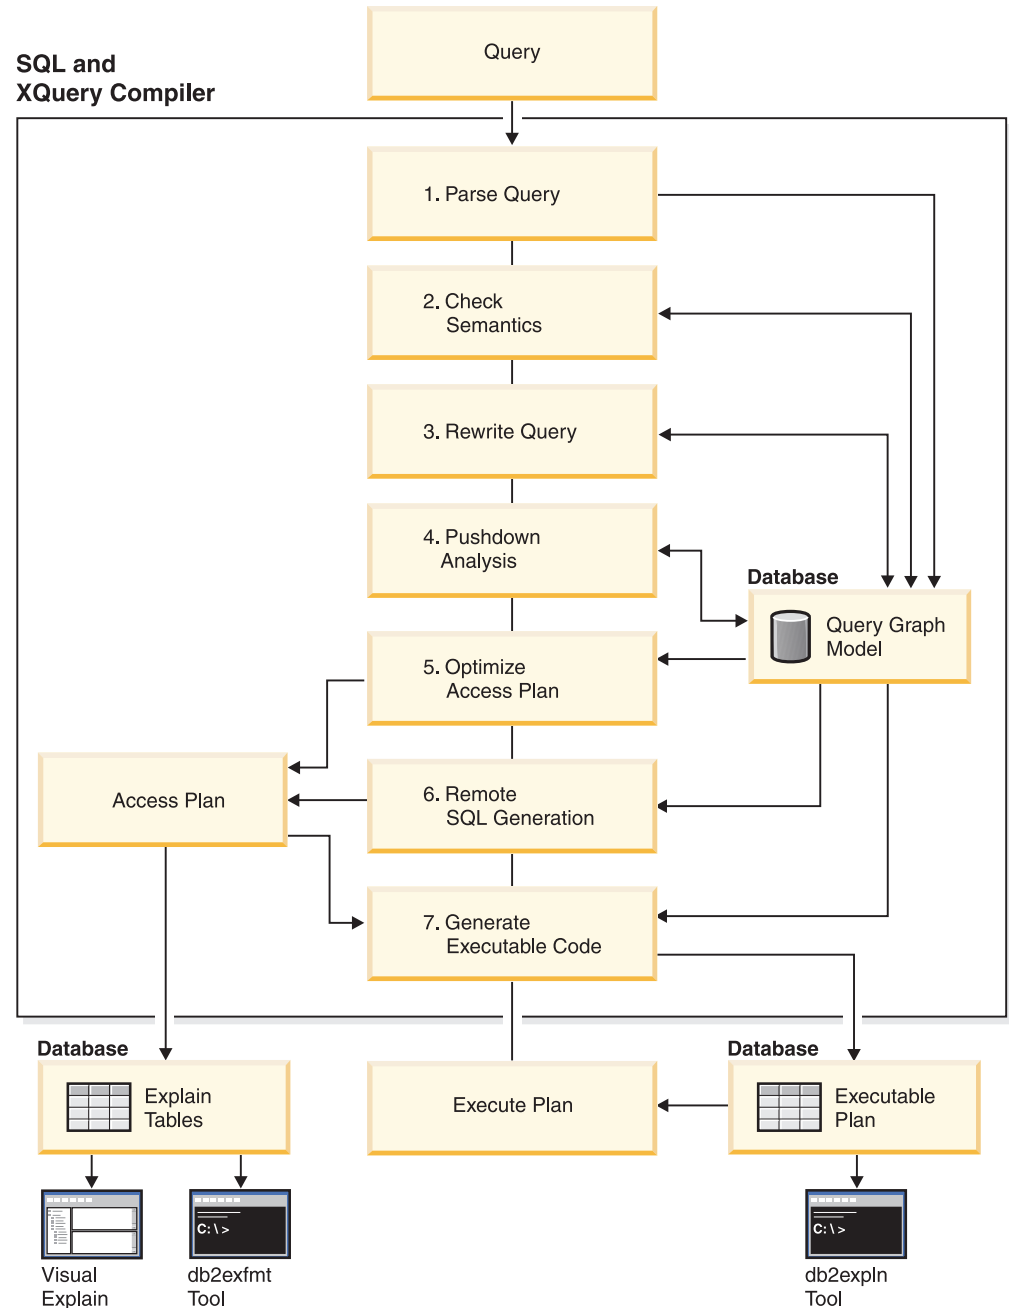 Query
SQL and
XQuery Compiler
1. Parse Query
2. Check
Semantics
3. Rewrite Query
4. Pushdown
Analysis
Database
Query Graph
Model
5. Optimize
Access Plan
Access Plan
6. Remote
SQL Generation
7. Generate
Executable Code
Database
Explain
Tables
Execute Plan
Database
Executable
Plan
C:\>
C:\>
Visual
Explain
db2exfmt
Tool
db2expln
Tool